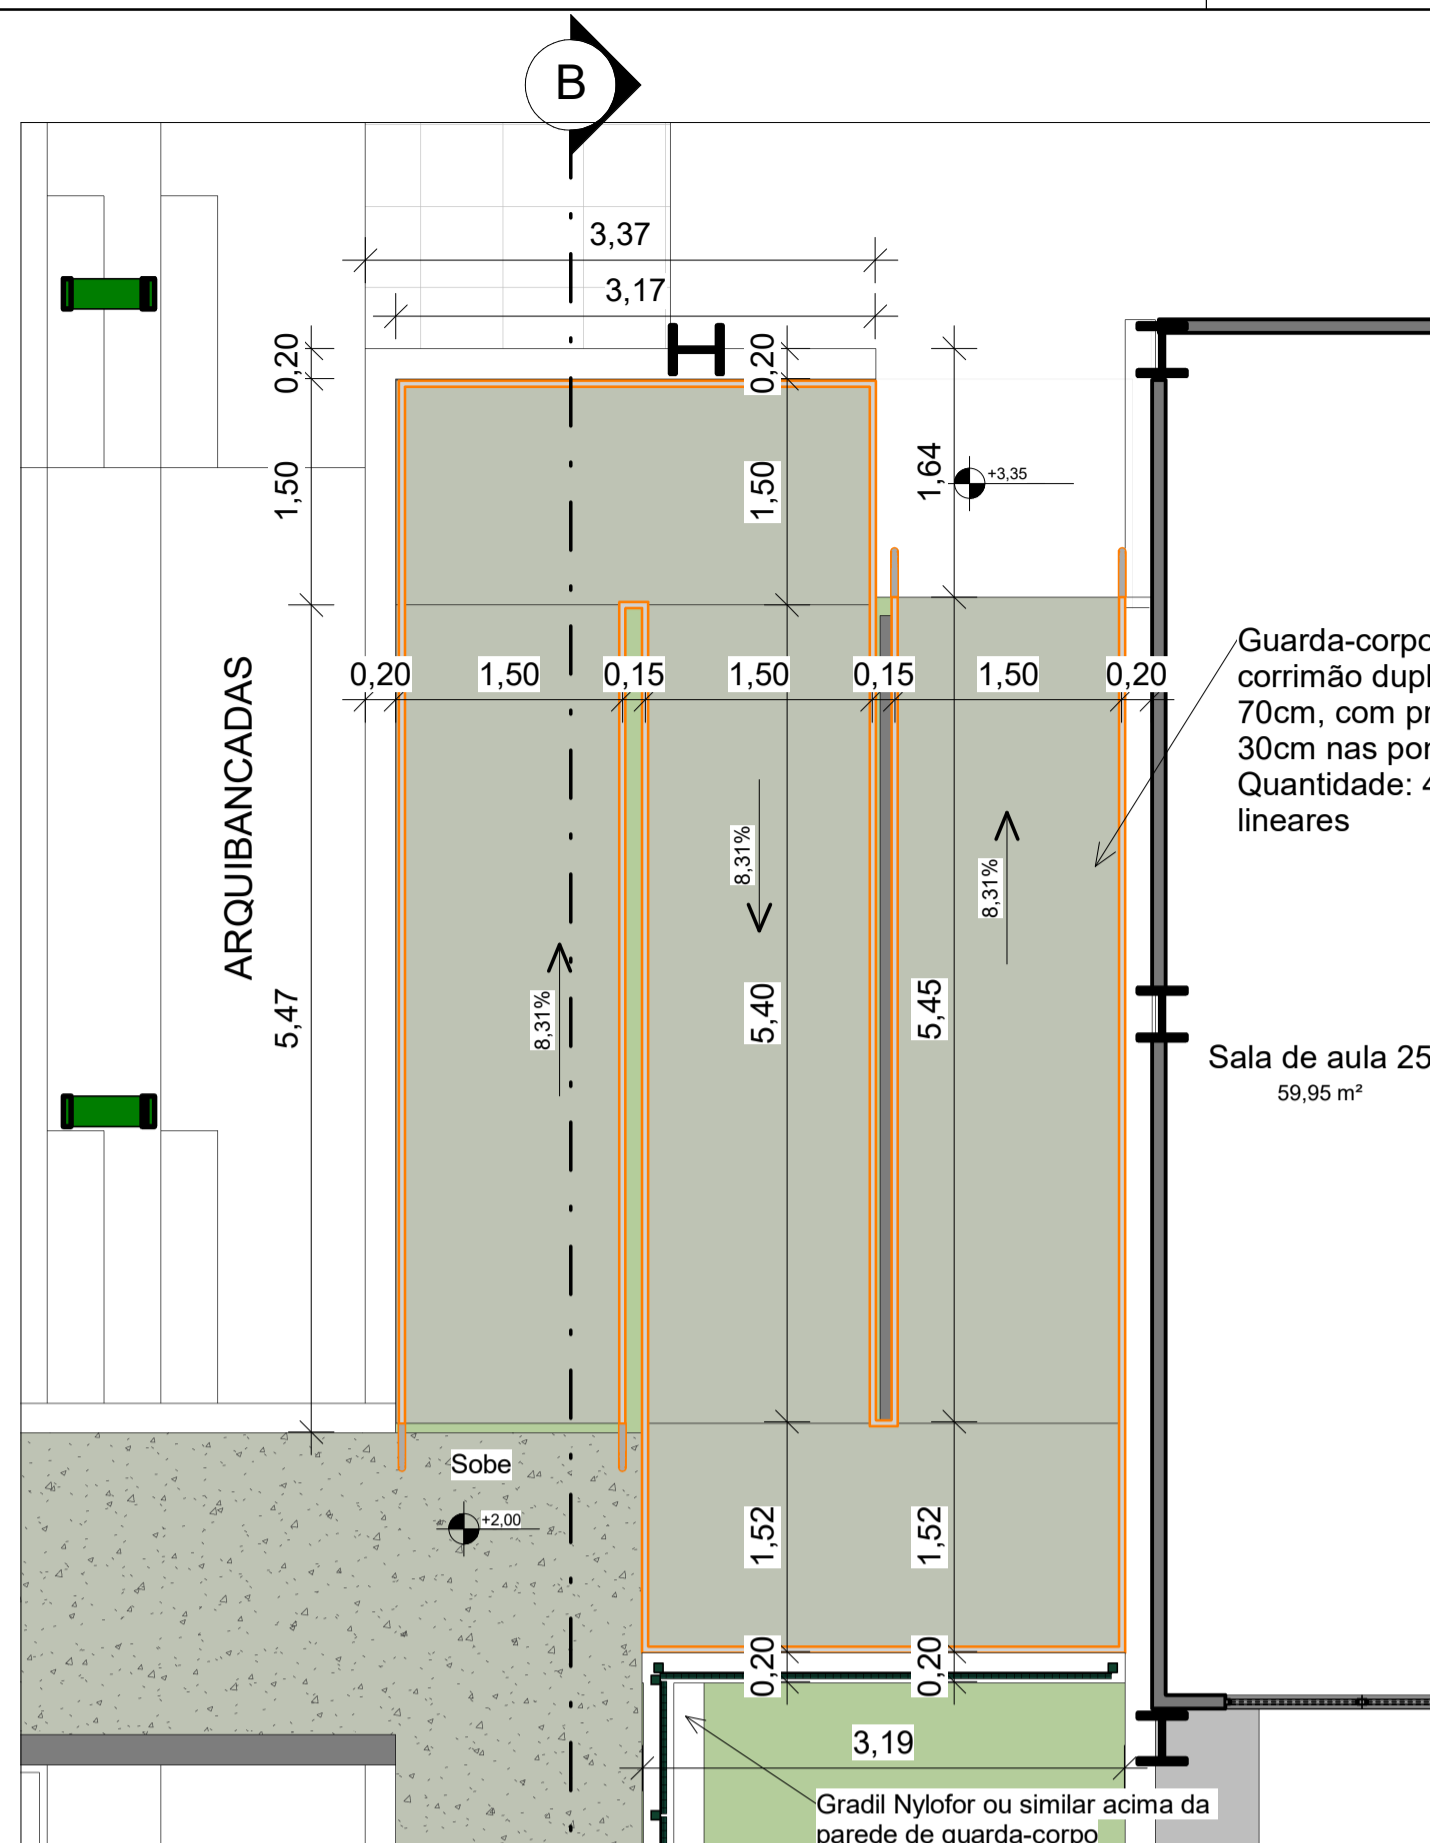 B
3,37
3,17
0,20
0,20
1,50
1,50
1,64
+3,35
0,20
1,50
0,15
1,50
0,15
1,50
0,20
Guarda-corpo
corrimão
70cm, com
30cm nas
Quantidade:
lineares
ARQUIBANCADAS
8,31%
8,31%
8,31%
5,47
5,40
5,45
Sala de aula 25
59,95 m²
Sobe
+2,00
1,52
1,52
0,20
0,20
3,19
Gradil Nylofor ou similar acima da
parede de guarda-corpo